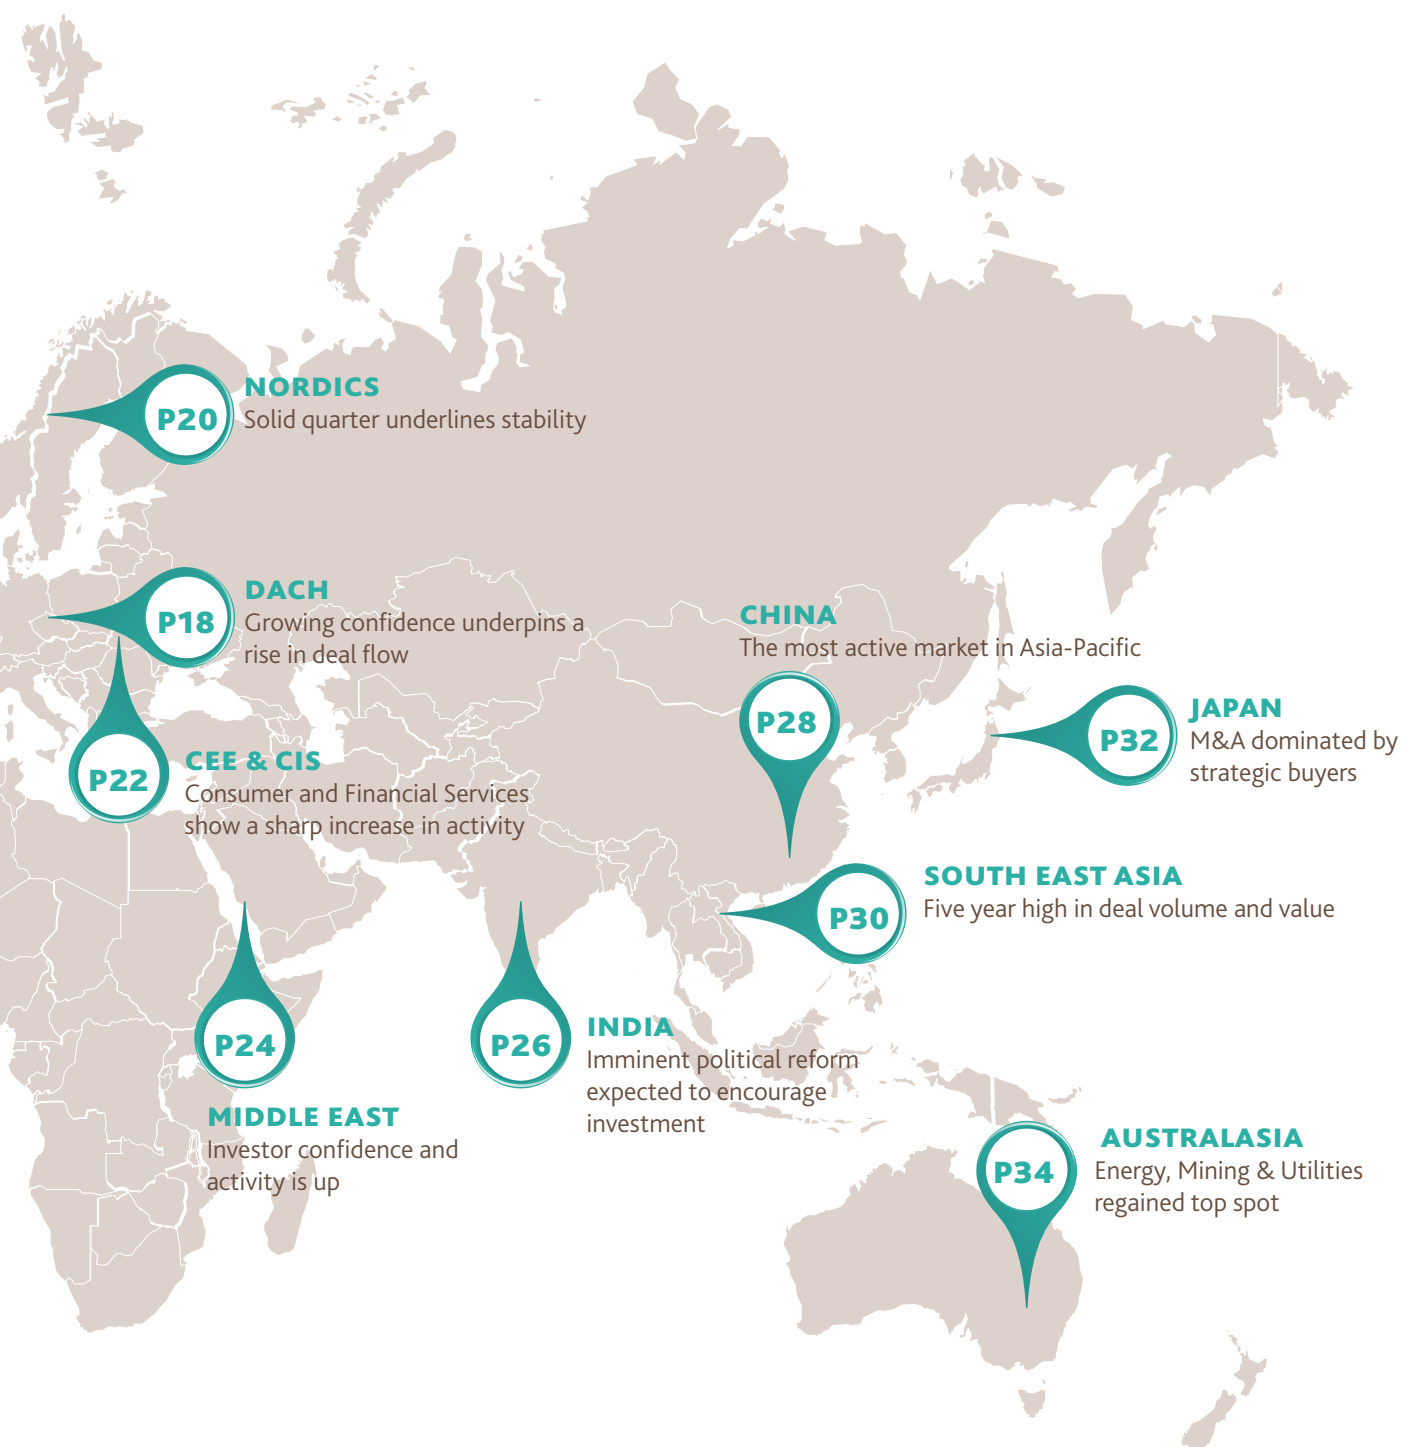 P20
NORDICS
Solid quarter underlines stability
P18
DACH
Growing confidence underpins a
rise in deal flow
CHINA
The most active market in Asia-Pacific
P28
P32
JAPAN
M&A dominated by
strategic buyers
P22
CEE & CIS
Consumer and Financial Services
show a sharp increase in activity
P30
SOUTH EAST ASIA
Five year high in deal volume and value
P24
MIDDLE EAST
Investor confidence and
activity is up
P26
INDIA
Imminent political reform
expected to encourage
investment
P34
AUSTRALASIA
Energy, Mining & Utilities
regained top spot